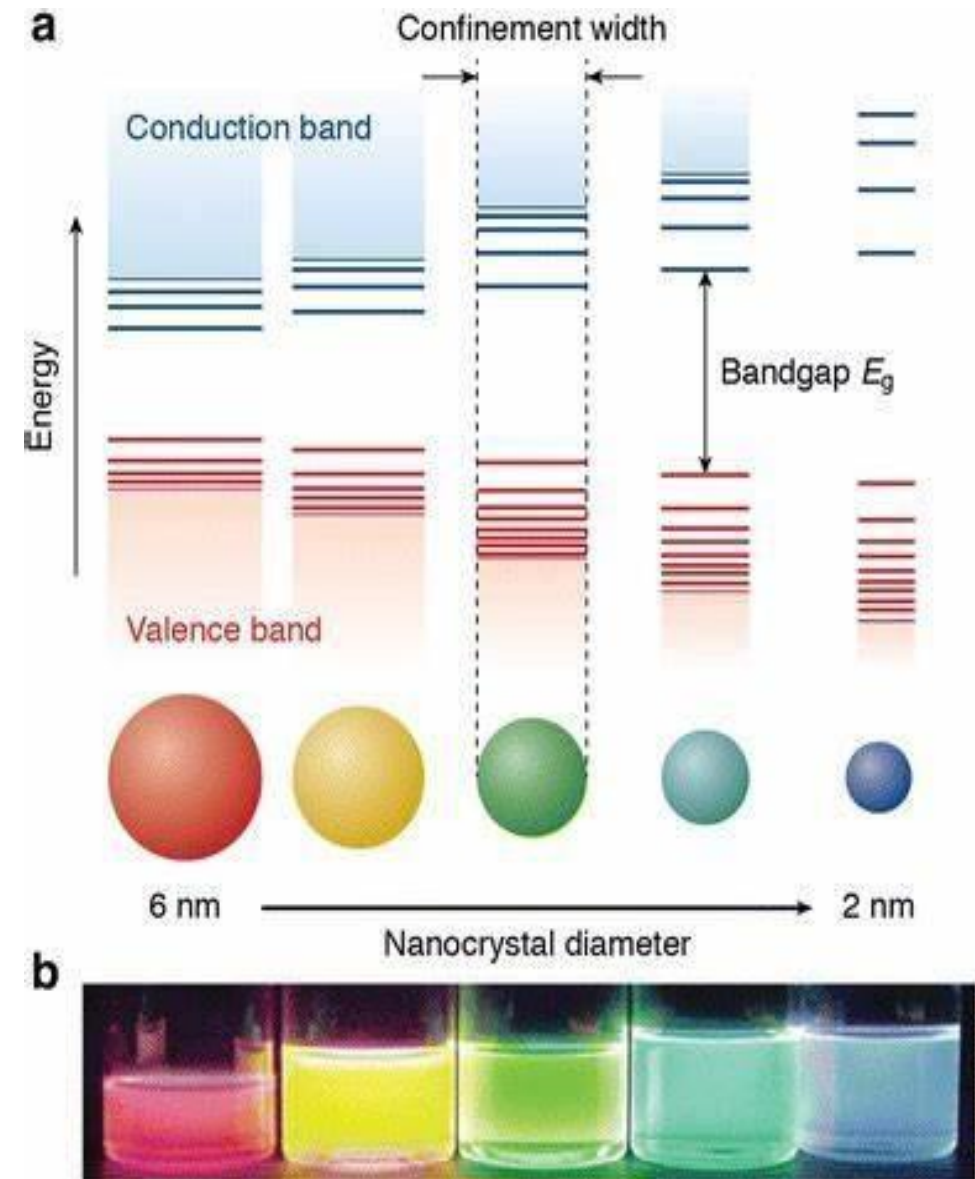 a
Confinement width
Conduction band
Energy
Bandgap Eg
Valence band
6 nm
2 nm
Nanocrystal diameter
b